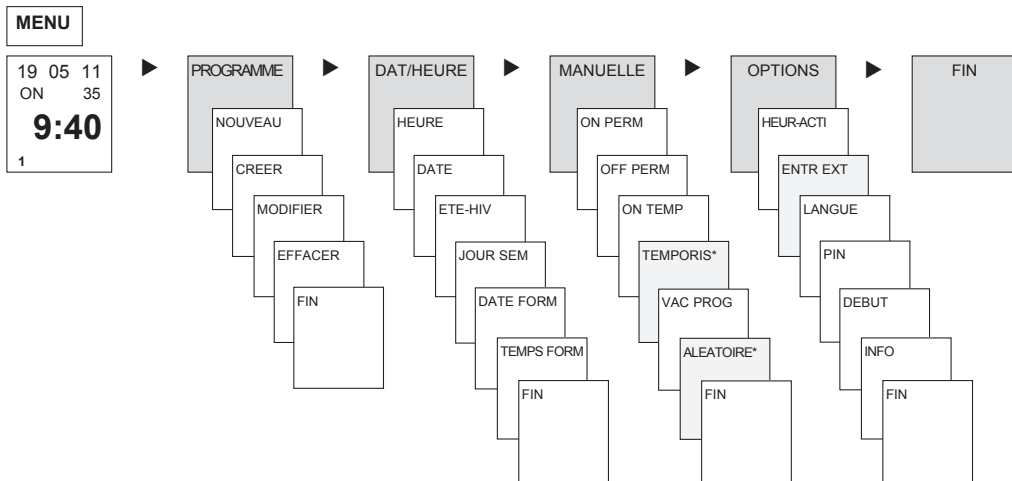 MENU
19 05 11
ON 35
9:40
1
PROGRAMME
NOUVEAU
CREER
MODIFIER
EFFACER
FIN
DAT/HEURE
HEURE
DATE
ETE-HIV
JOUR SEM
DATE FORM
TEMPS FORM
FIN
MANUELLE
ON PERM
OFF PERM
ON TEMP
TEMPORIS*
VAC PROG
ALEATOIRE*
FIN
OPTIONS
HEUR-ACTI
ENTR EXT
LANGUE
PIN
DEBUT
INFO
FIN
FIN